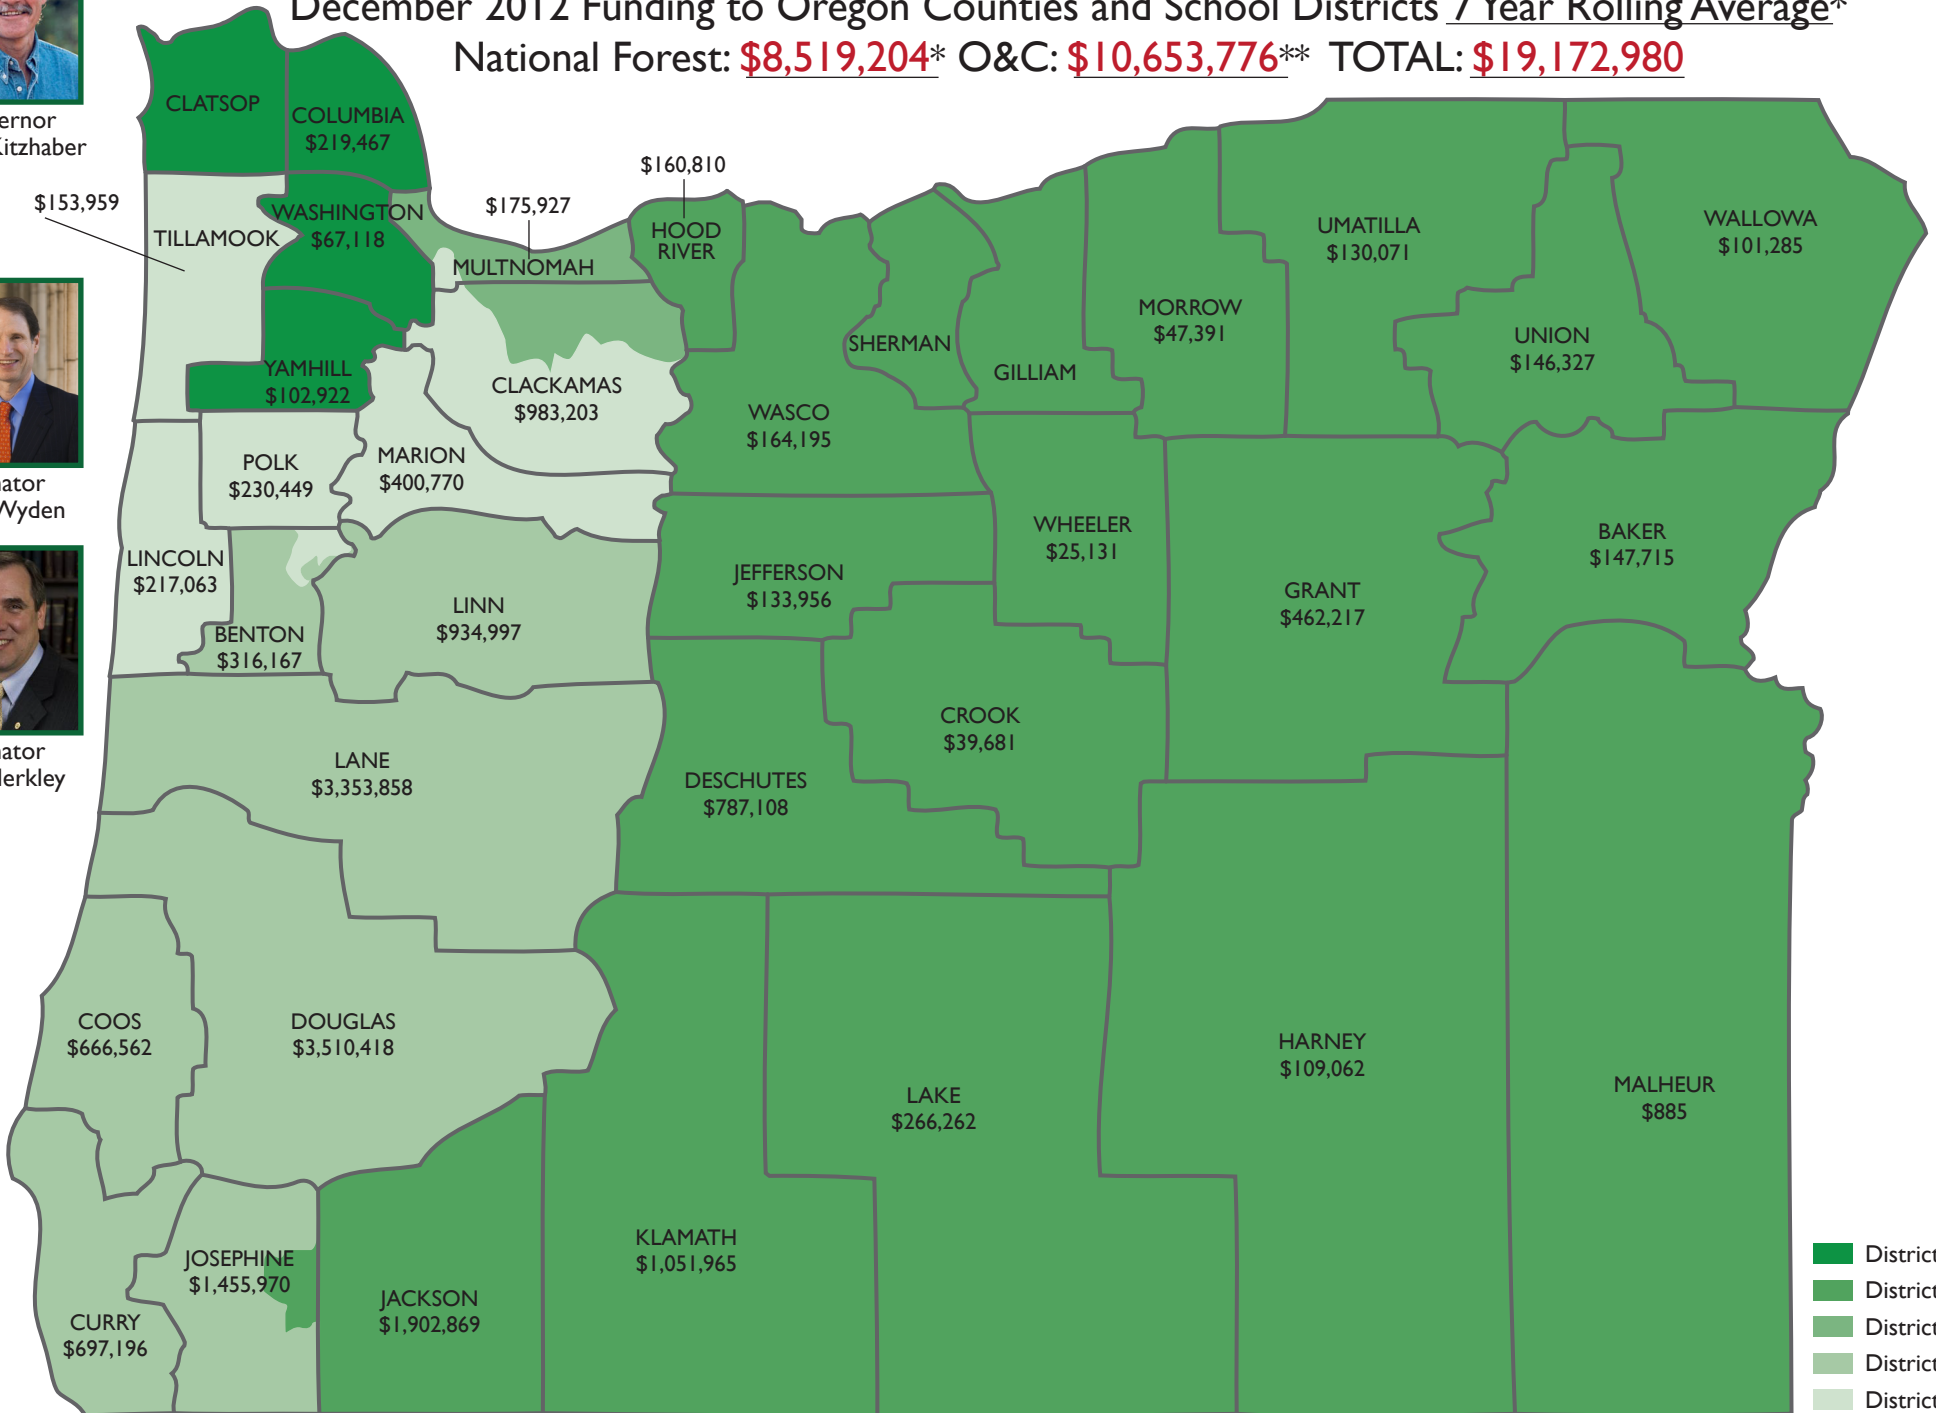 December 2012 Funding to Oregon Counties and School Districts 7 Year Rolling Average*
National Forest: $8,519,204* O&C: $10,653,776** TOTAL: $19,172,980
CLATSOP
COLUMBIA
$219,467
$153,959
TILLAMOOK
WASHINGTON
$67,118
$175,927
MULTNOMAH
$160,810
HOOD
RIVER
YAMHILL
$102,922
CLACKAMAS
$983,203
POLK
$230,449
MARION
$400,770
LINCOLN
$217,063
BENTON
$316,167
LINN
$934,997
WASCO
$164,195
SHERMAN
GILLIAM
MORROW
$47,391
UMATILLA
$130,071
UNION
$146,327
WALLOWA
$101,285
WHEELER
$25,131
JEFFERSON
$133,956
GRANT
$462,217
BAKER
$147,715
CROOK
$39,681
DESCHUTES
$787,108
LANE
$3,353,858
COOS
$666,562
DOUGLAS
$3,510,418
CURRY
$697,196
JOSEPHINE
$1,455,970
JACKSON
$1,902,869
KLAMATH
$1,051,965
LAKE
$266,262
HARNEY
$109,062
MALHEUR
$885
ernor
Kitzhaber
ator
Wyden
ator
Merkley
District
District
District
District
District